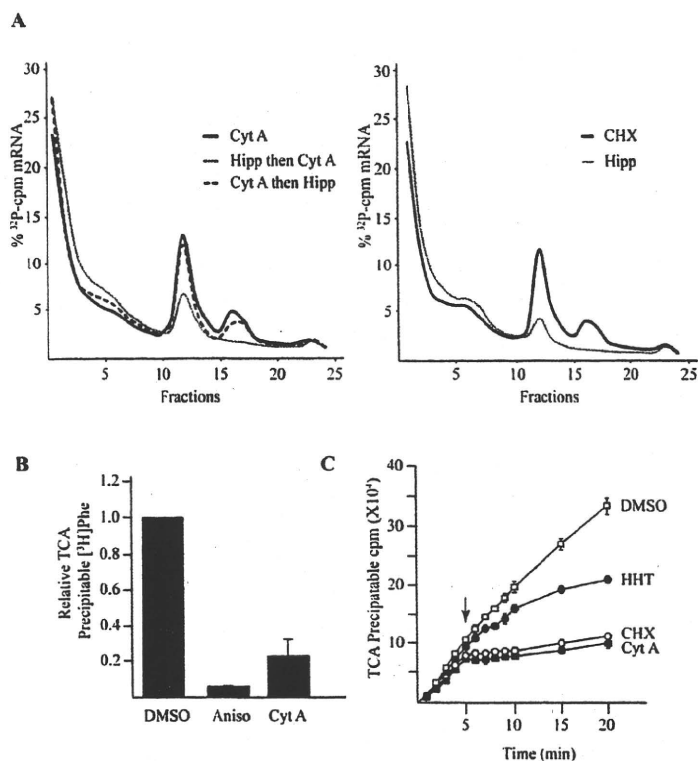 A
% ³²P-cpm mRNA
30
25
20
15
10
5
Cyt A
Hipp then Cyt A
Cyt A then Hipp
5
10
15
20
25
Fractions
% ³²P-cpm mRNA
30
25
20
15
10
5
CHX
Hipp
5
10
15
20
25
Fractions
B
Relative TCA
Precipitable [³H]Phe
1.2
1.0
0.8
0.6
0.4
0.2
DMSO
Aniso
Cyt A
C
TCA Precipatable cpm (X10⁴)
40
30
20
10
DMSO
HHT
CHX
Cyt A
0
5
10
15
20
Time (min)